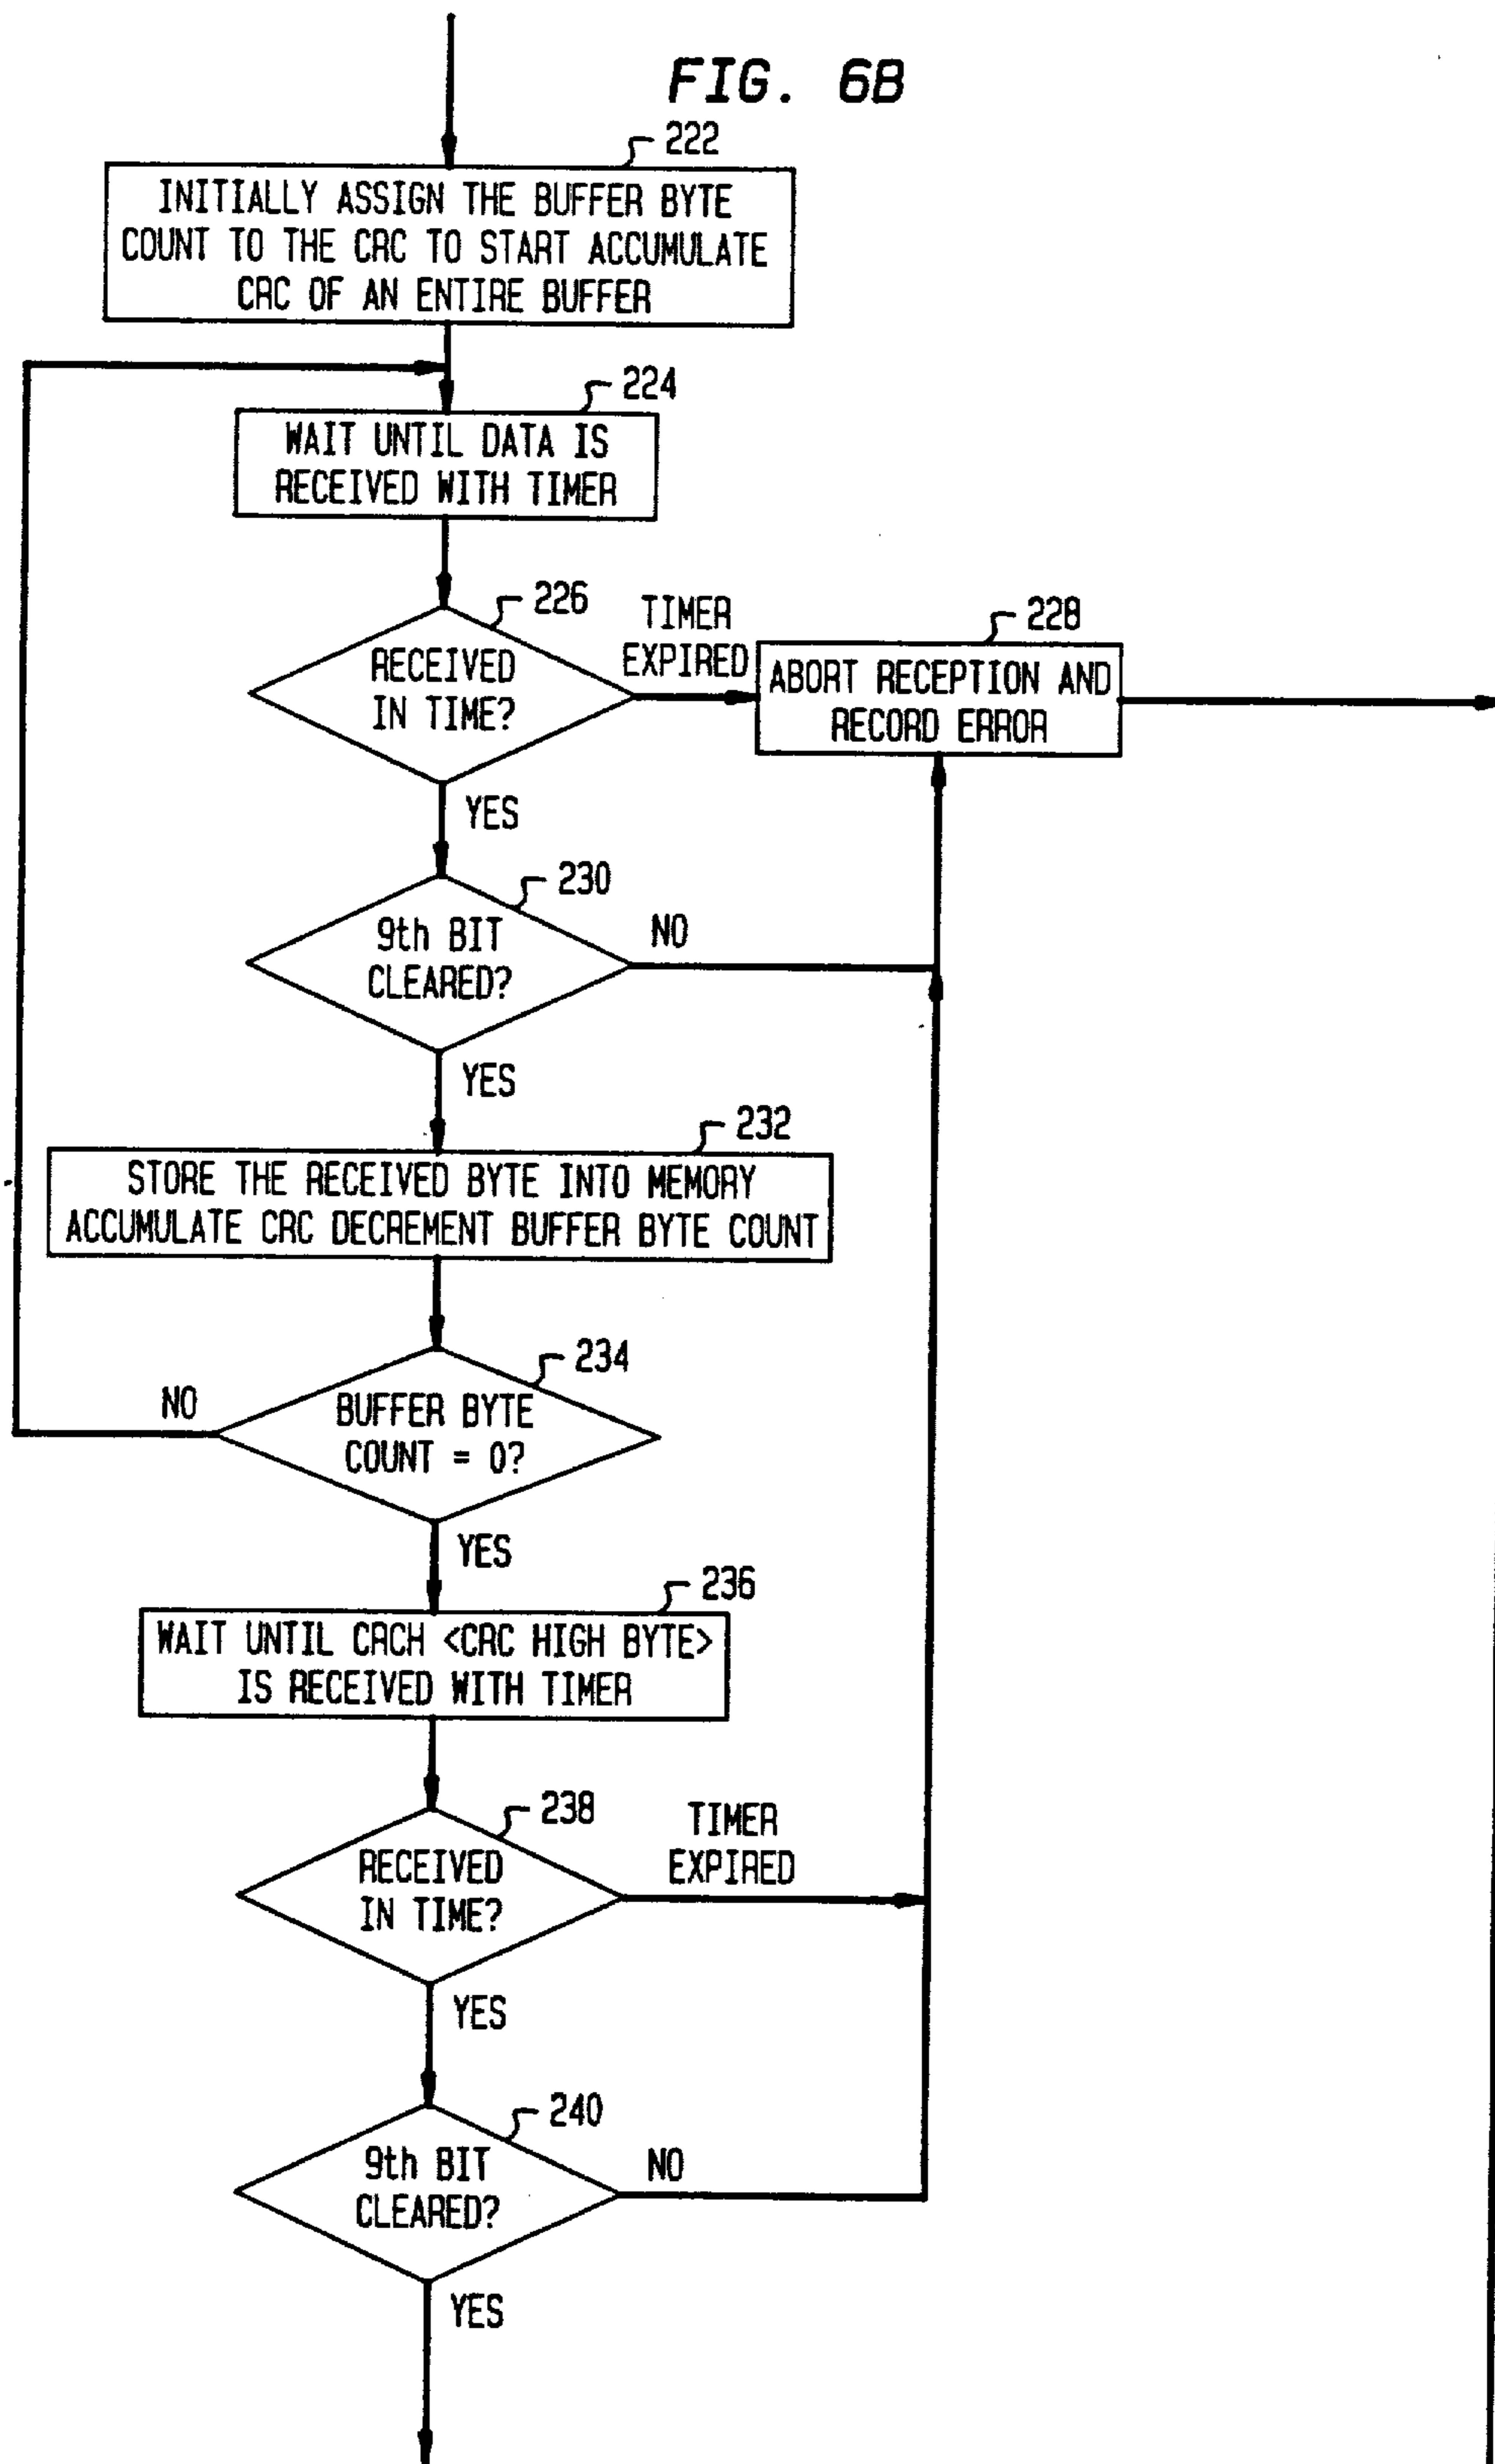 FIG. 6B
222
INITIALLY ASSIGN THE BUFFER BYTE
COUNT TO THE CRC TO START ACCUMULATE
CRC OF AN ENTIRE BUFFER
224
WAIT UNTIL DATA IS
RECEIVED WITH TIMER
226
RECEIVED
IN TIME?
TIMER
EXPIRED
228
ABORT RECEPTION AND
RECORD ERROR
YES
230
9th BIT
CLEARED?
NO
YES
232
STORE THE RECEIVED BYTE INTO MEMORY
ACCUMULATE CRC DECREMENT BUFFER BYTE COUNT
234
BUFFER BYTE
COUNT = 0?
NO
YES
236
WAIT UNTIL CRCH <CRC HIGH BYTE>
IS RECEIVED WITH TIMER
238
RECEIVED
IN TIME?
TIMER
EXPIRED
YES
240
9th BIT
CLEARED?
NO
YES